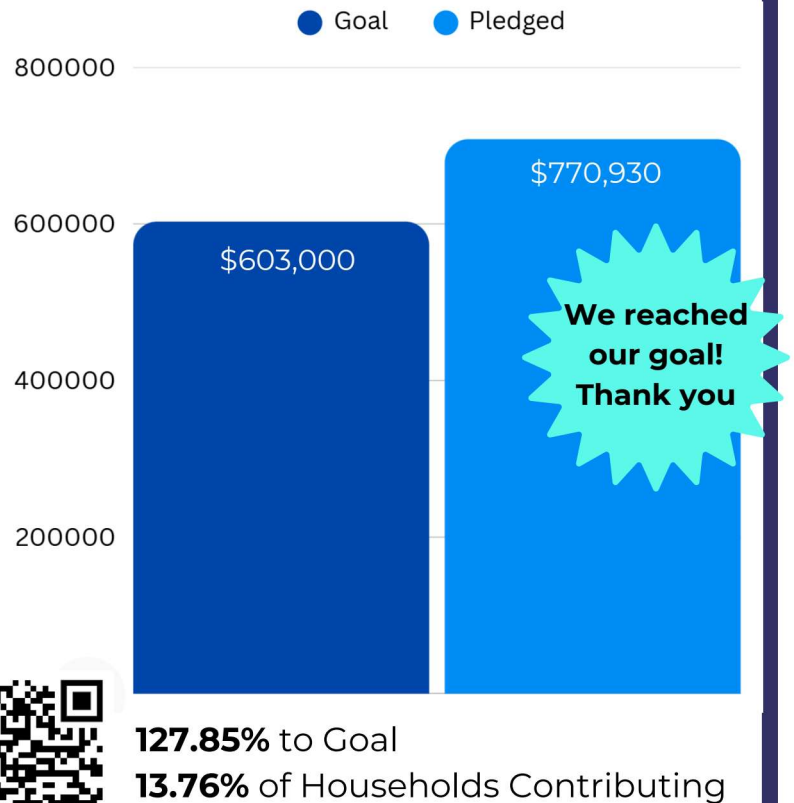 Goal Pledged
800000
$770,930
600000
$603,000
We reached
our goal!
400000
Thank you
200000
127.85% to Goal
13.76% of Households Contributing